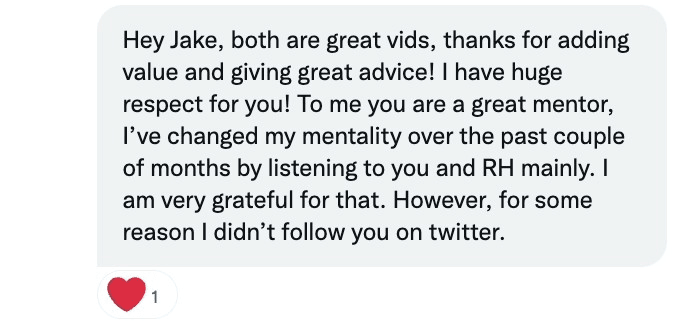 Hey Jake, both are great vids, thanks for adding
value and giving great advice! I have huge
respect for you! To me you are a great mentor,
I’ve changed my mentality over the past couple
of months by listening to you and RH mainly. I
am very grateful for that. However, for some
reason I didn’t follow you on twitter.
1